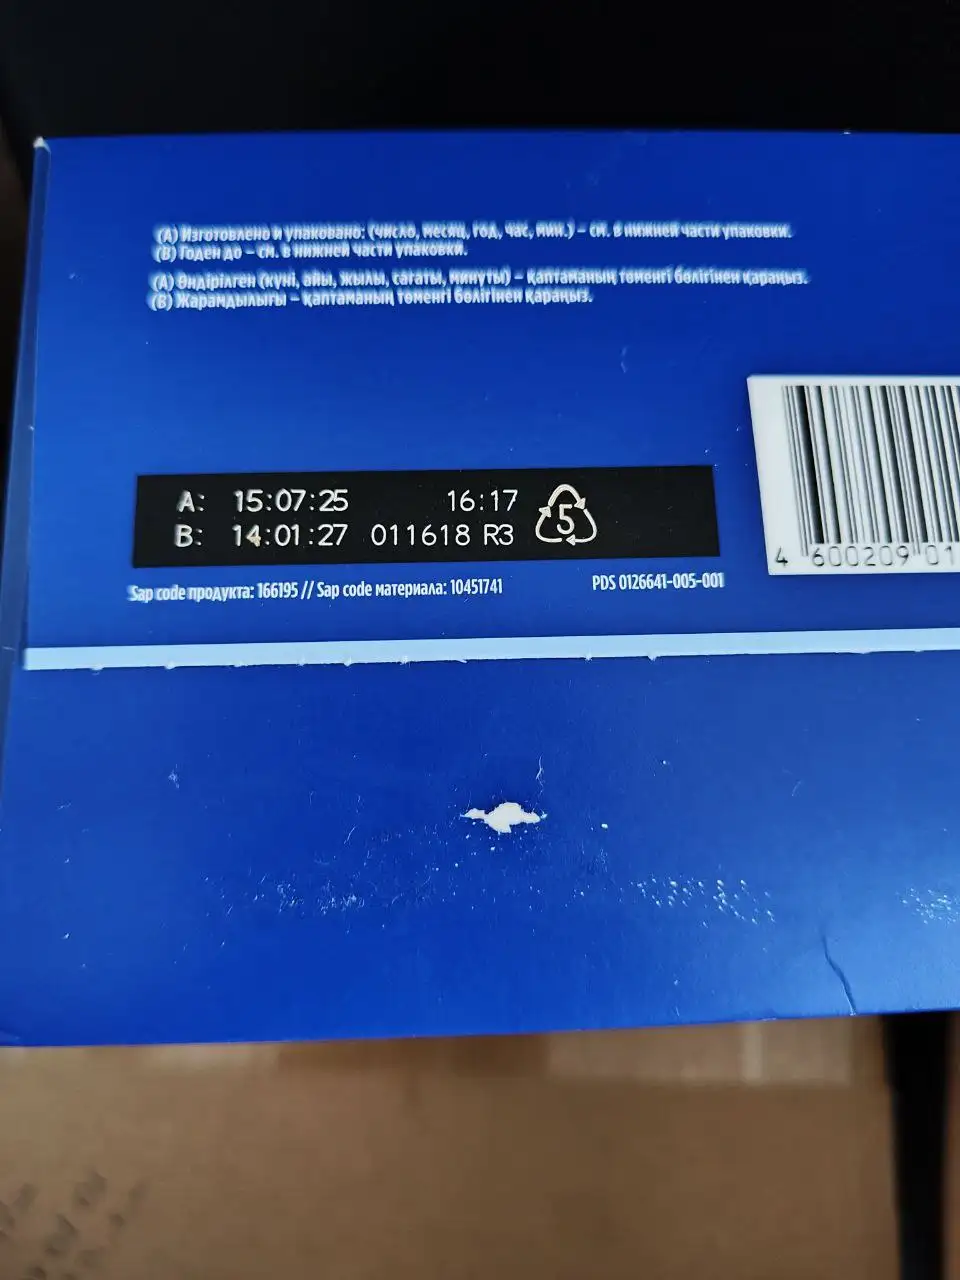 (A) Изготовлено и упаковано: (число, месяц, год, час, мин.) – см. в нижней части упаковки.
(B) Годен до – см. в нижней части упаковки.
(A) Өндірілген (күні, айы, жылы, сағаты, минуты) – қаптаманың төменгі бөлігінен қараңыз.
(B) Жарамдылығы – қаптаманың төменгі бөлігінен қараңыз.
A: 15:07:25 16:17
B: 14:01:27 011618 R3
5
4 600209 01
Sap code продукта: 166195 // Sap code материала: 10451741 PDS 0126641-005-001